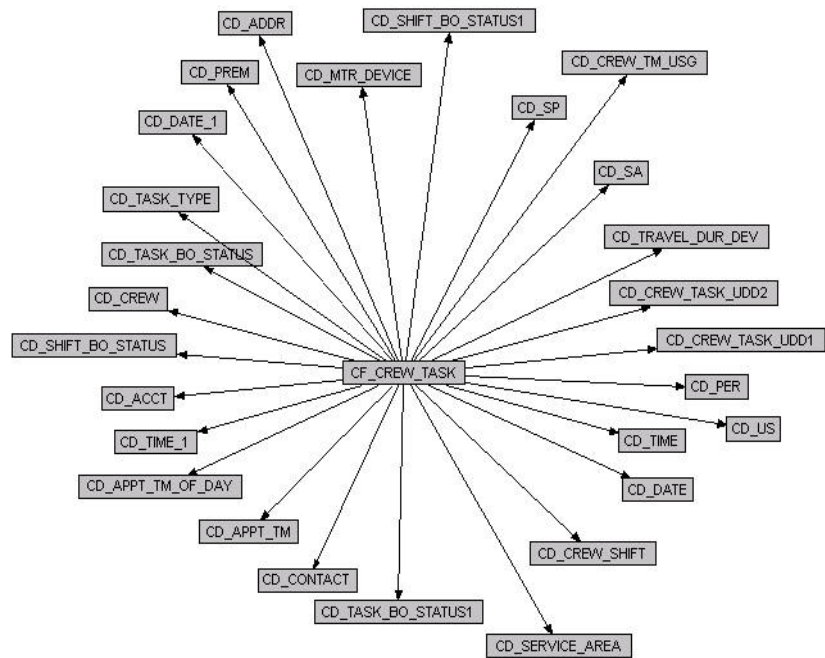 CD_ADDR
CD_SHIFT_BO_STATUS1
CD_CREW_TM_USG
CD_PREM
CD_MTR_DEVICE
CD_SP
CD_DATE_1
CD_SA
CD_TASK_TYPE
CD_TRAVEL_DUR_DEV
CD_TASK_BO_STATUS
CD_CREW
CD_CREW_TASK_UDD2
CD_SHIFT_BO_STATUS
CD_CREW_TASK_UDD1
CF_CREW_TASK
CD_PER
CD_ACCT
CD_US
CD_TIME_1
CD_TIME
CD_APPT_TM_OF_DAY
CD_DATE
CD_APPT_TM
CD_CREW_SHIFT
CD_CONTACT
CD_TASK_BO_STATUS1
CD_SERVICE_AREA